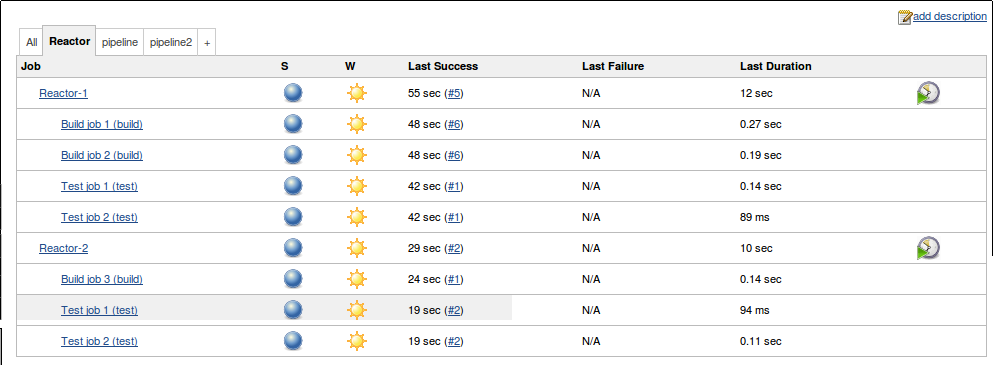 add description
All Reactor pipeline pipeline2 +
Job S W Last Success Last Failure Last Duration
Reactor-1 55 sec (#5) N/A 12 sec
Build job 1 (build) 48 sec (#6) N/A 0.27 sec
Build job 2 (build) 48 sec (#6) N/A 0.19 sec
Test job 1 (test) 42 sec (#1) N/A 0.14 sec
Test job 2 (test) 42 sec (#1) N/A 89 ms
Reactor-2 29 sec (#2) N/A 10 sec
Build job 3 (build) 24 sec (#1) N/A 0.14 sec
Test job 1 (test) 19 sec (#2) N/A 94 ms
Test job 2 (test) 19 sec (#2) N/A 0.11 sec